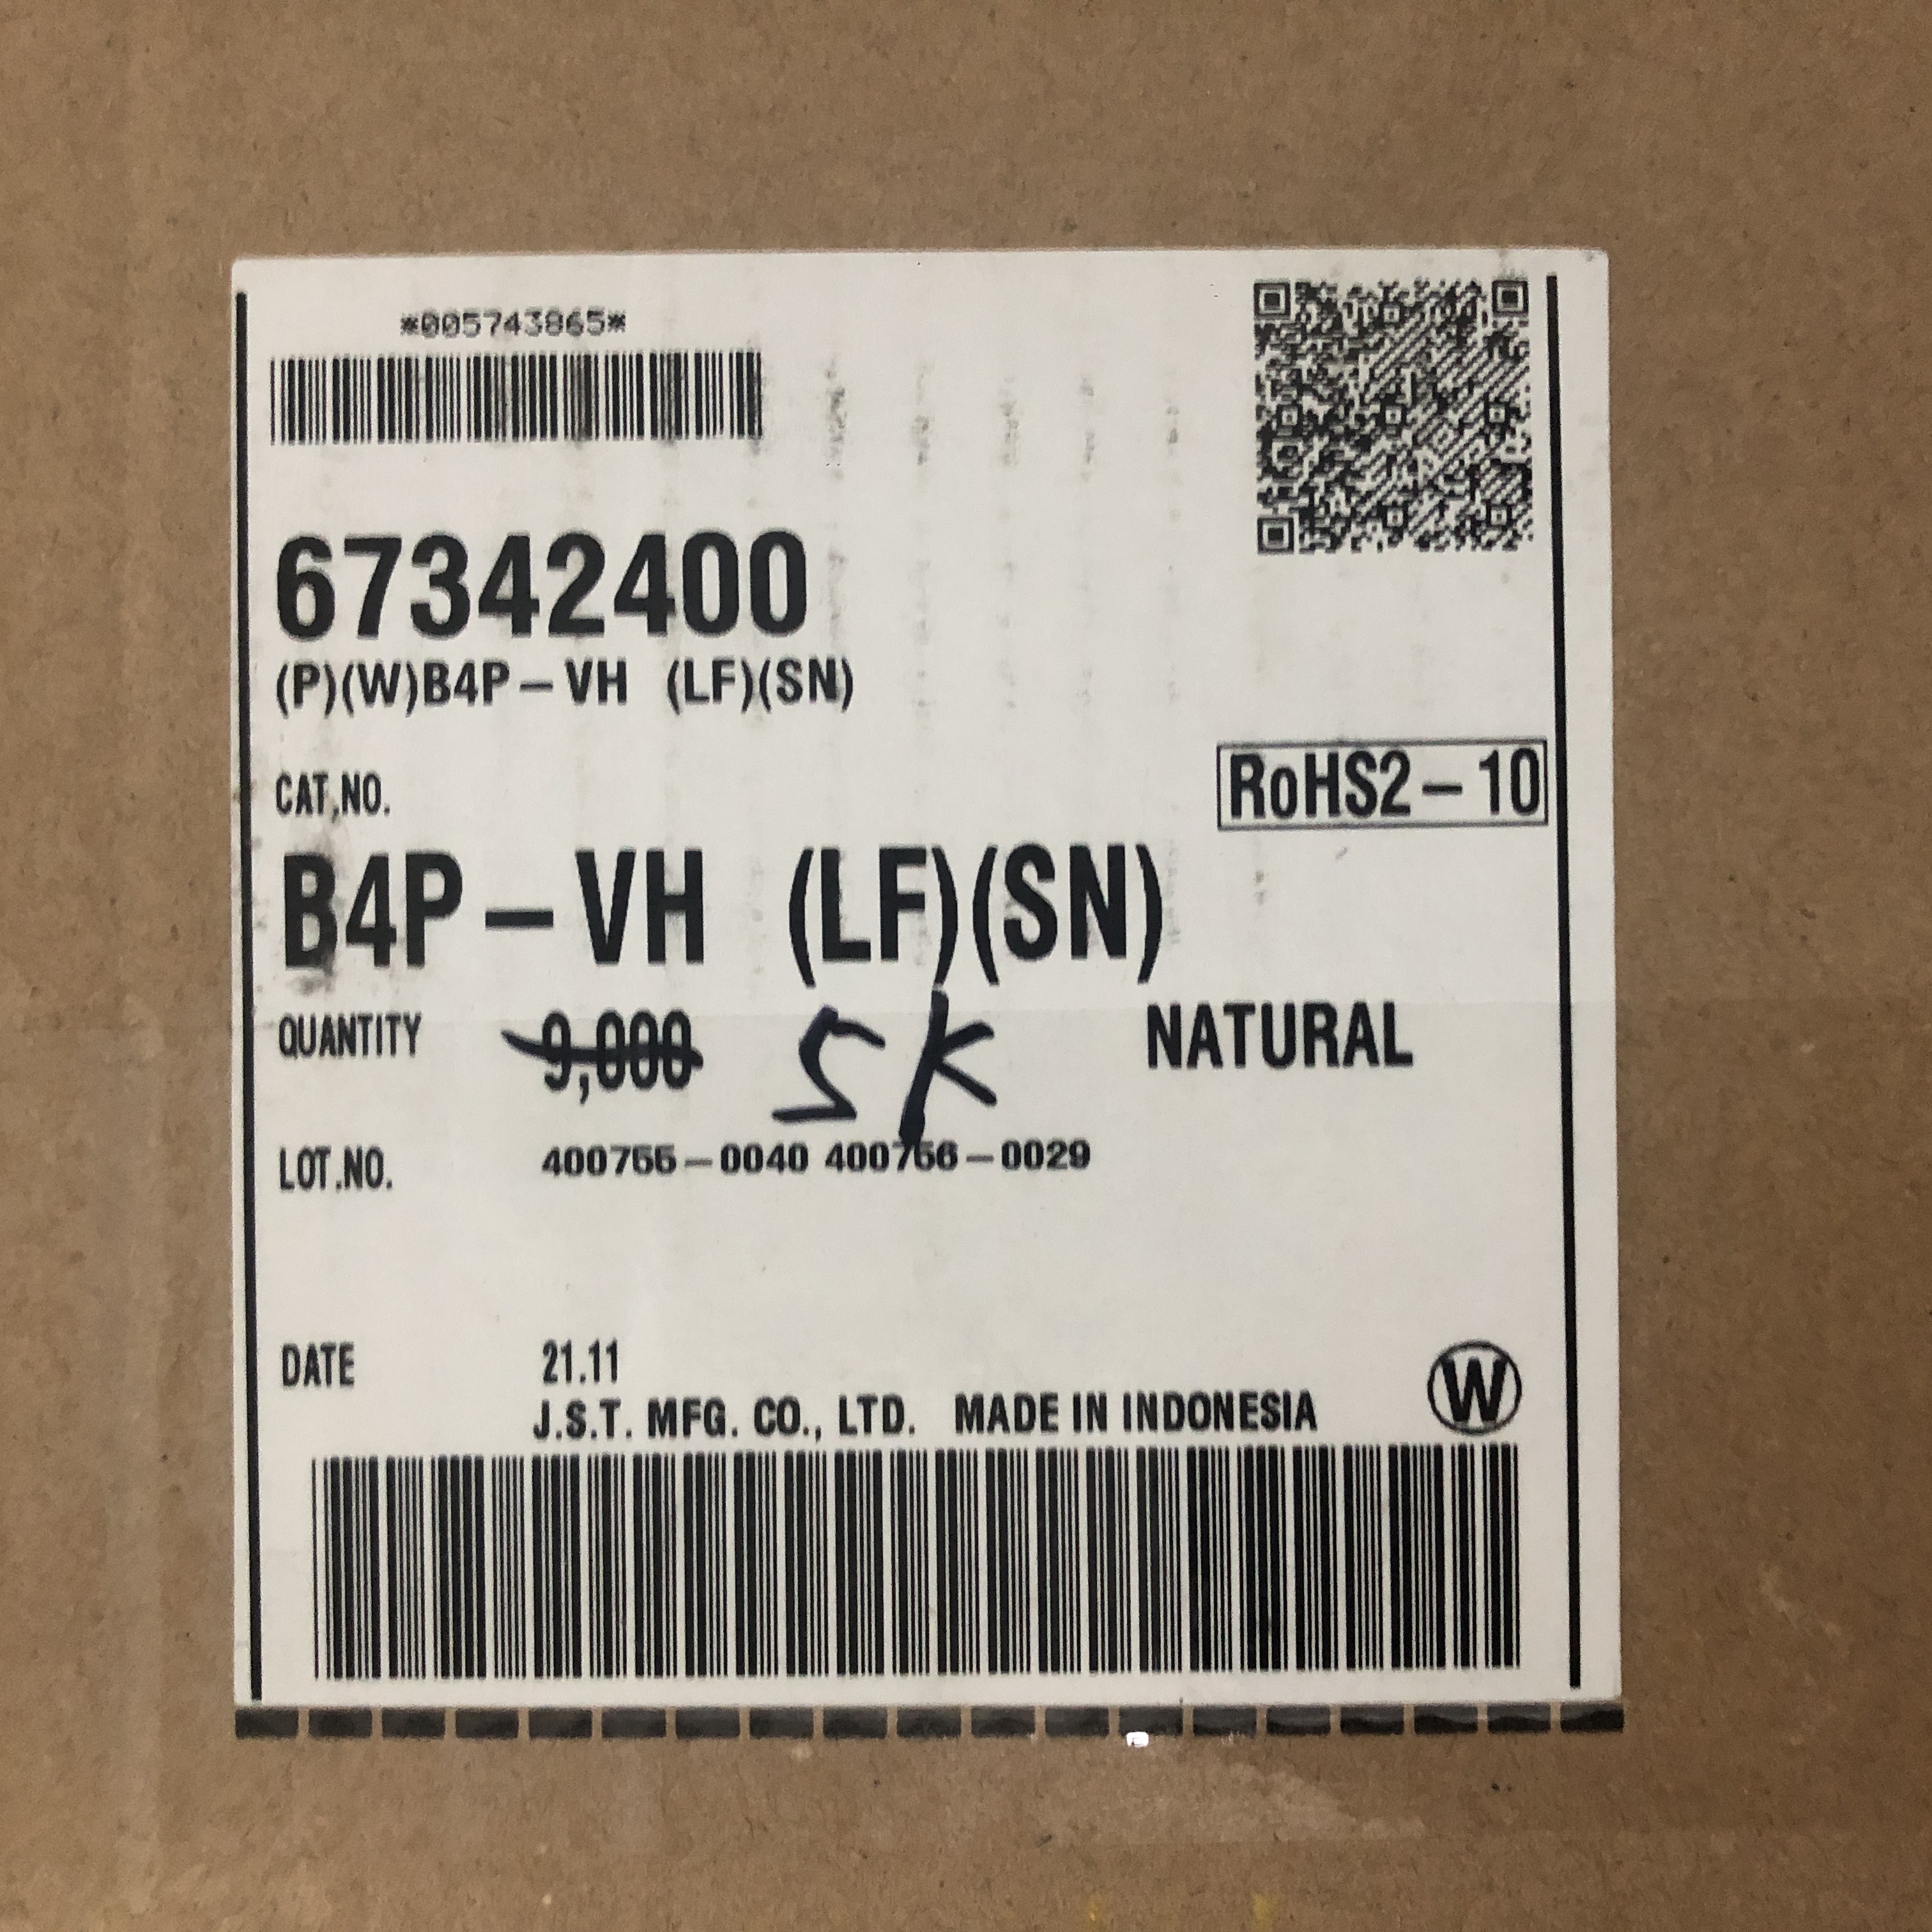 *005743865*
67342400
(P)(W)B4P-VH (LF)(SN)
CAT.NO.
RoHS2-10
B4P-VH (LF)(SN)
QUANTITY 9,000 5K NATURAL
LOT.NO. 400755-0040 400756-0029
DATE 21.11
J.S.T. MFG. CO., LTD. MADE IN INDONESIA
W